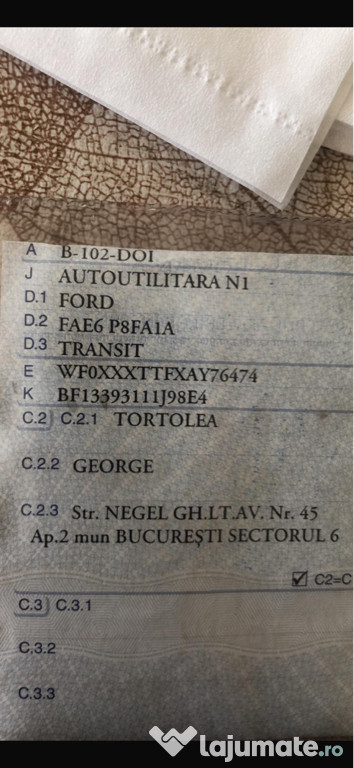 A B-102-DOI
J AUTOUTILITARA N1
D.1 FORD
D.2 FAE6 P8FA1A
D.3 TRANSIT
E WF0XXXTTFXAY76474
K BF13393111J98E4
C.2 C.2.1 TORTOLEA
C.2.2 GEORGE
C.2.3 Str. NEGEL GH.LT.AV. Nr. 45
Ap.2 mun BUCUREȘTI SECTORUL 6
C2=C
C.3 C.3.1
C.3.2
C.3.3
lajumate.ro